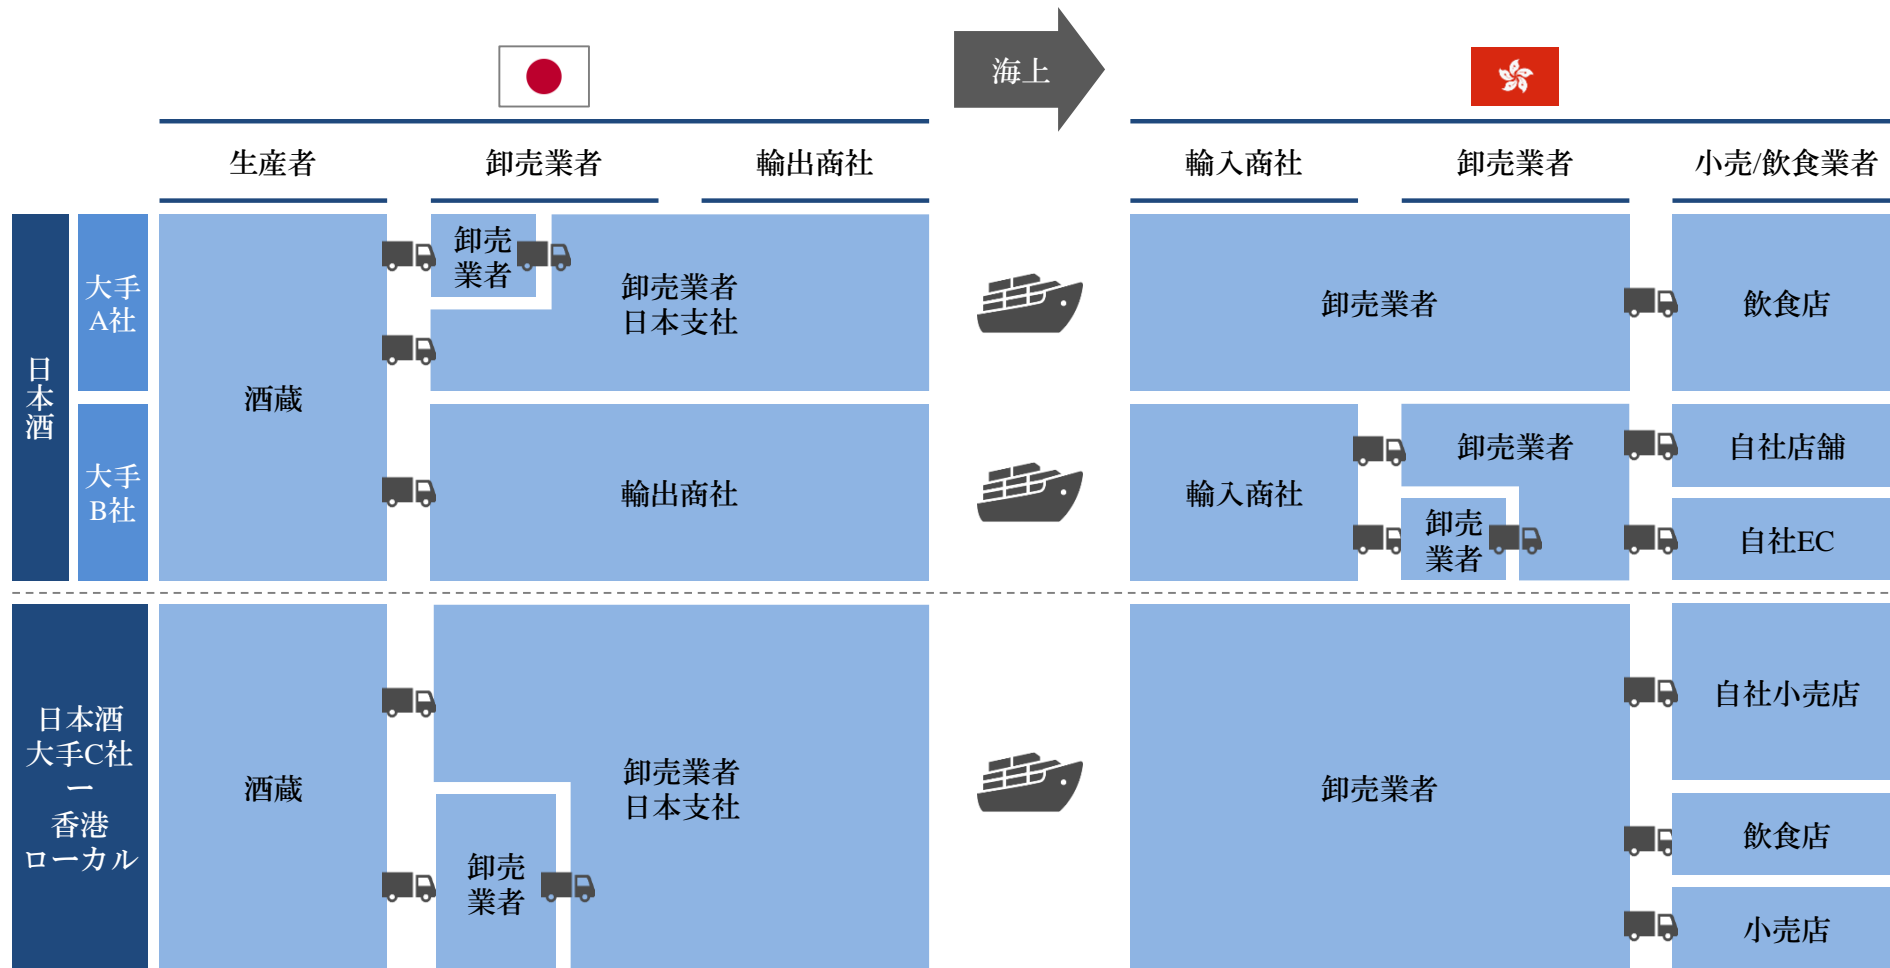 海上
生産者
卸売業者
輸出商社
輸入商社
卸売業者
小売/飲食業者
日本酒
大手
A社
酒蔵
卸売
業者
卸売業者
日本支社
卸売業者
飲食店
大手
B社
輸出商社
輸入商社
卸売業者
卸売
業者
自社店舗
自社EC
日本酒
大手C社
ー
香港
ローカル
酒蔵
卸売業者
日本支社
卸売
業者
卸売業者
自社小売店
飲食店
小売店